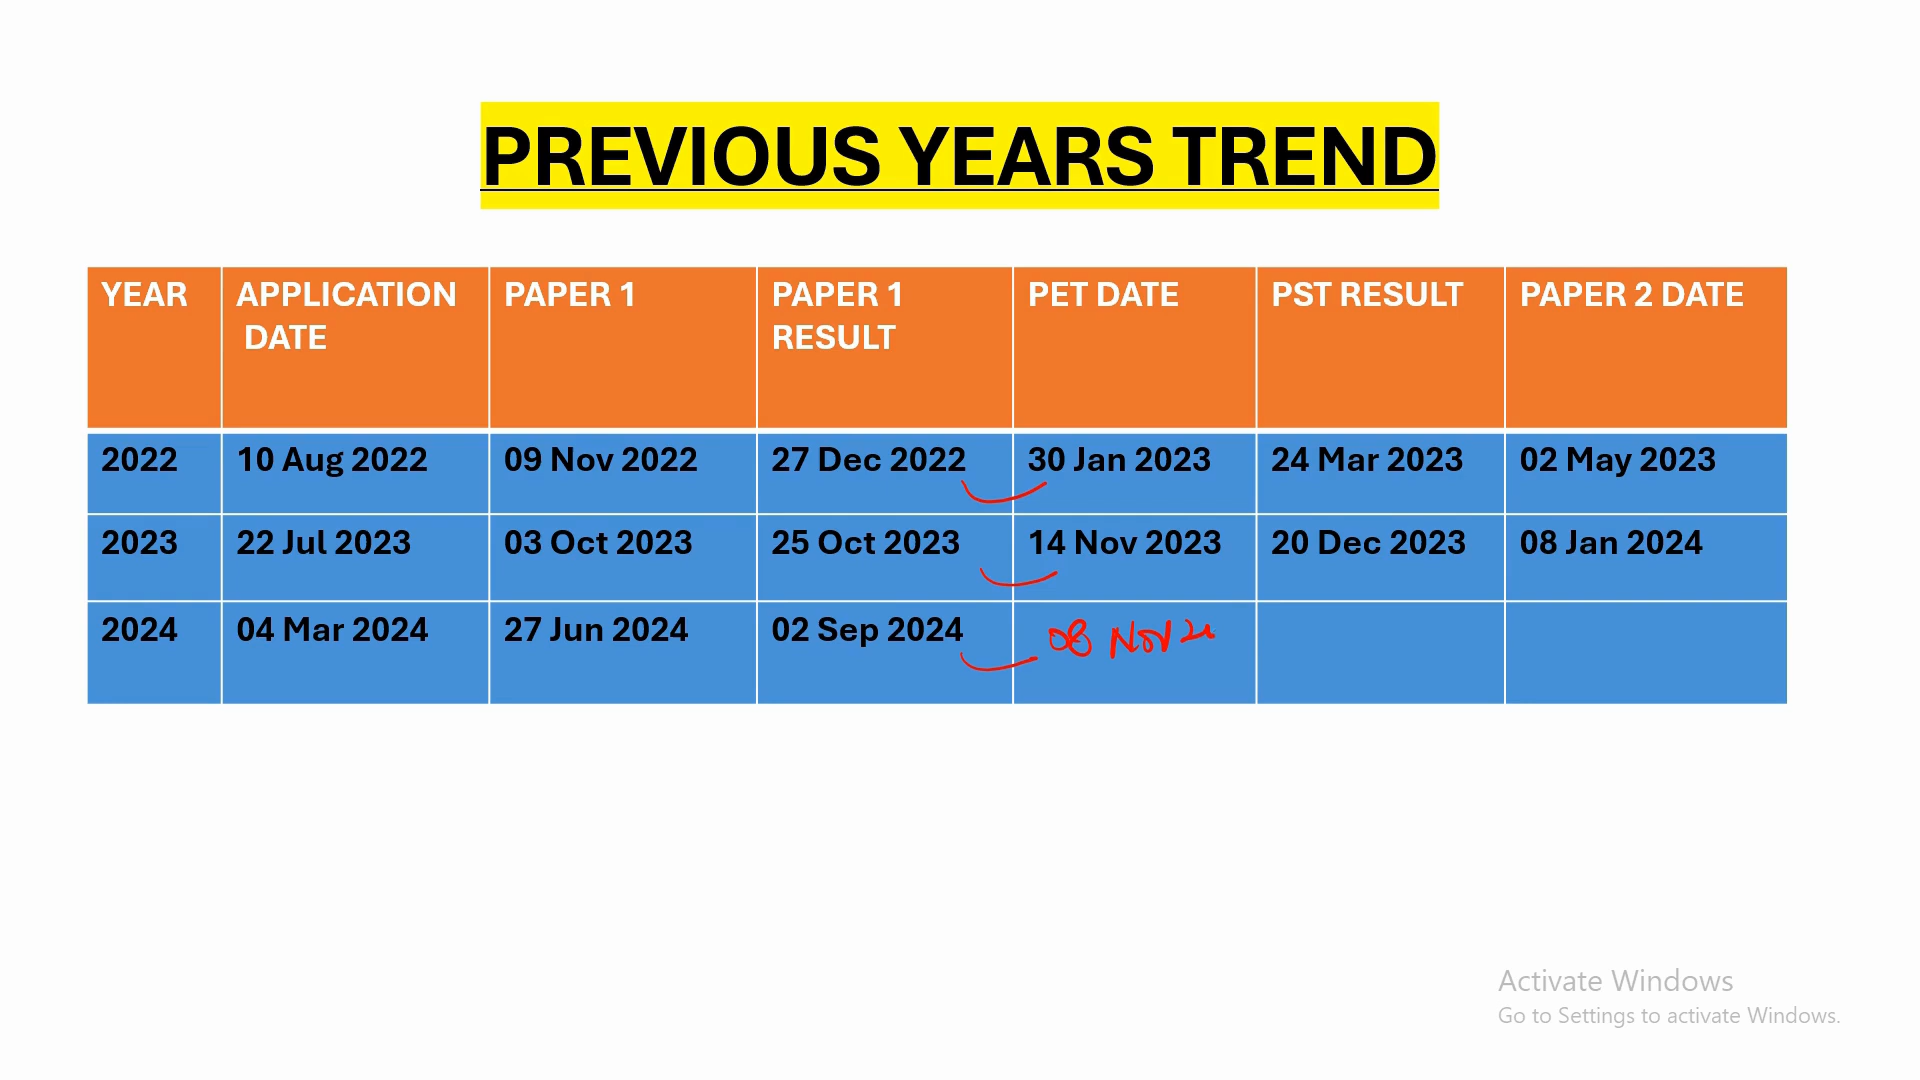 PREVIOUS YEARS TREND
YEAR APPLICATION DATE PAPER 1 PAPER 1 RESULT PET DATE PST RESULT PAPER 2 DATE
2022 10 Aug 2022 09 Nov 2022 27 Dec 2022 30 Jan 2023 24 Mar 2023 02 May 2023
2023 22 Jul 2023 03 Oct 2023 25 Oct 2023 14 Nov 2023 20 Dec 2023 08 Jan 2024
2024 04 Mar 2024 27 Jun 2024 02 Sep 2024 08 Nov
Activate Windows
Go to Settings to activate Windows.